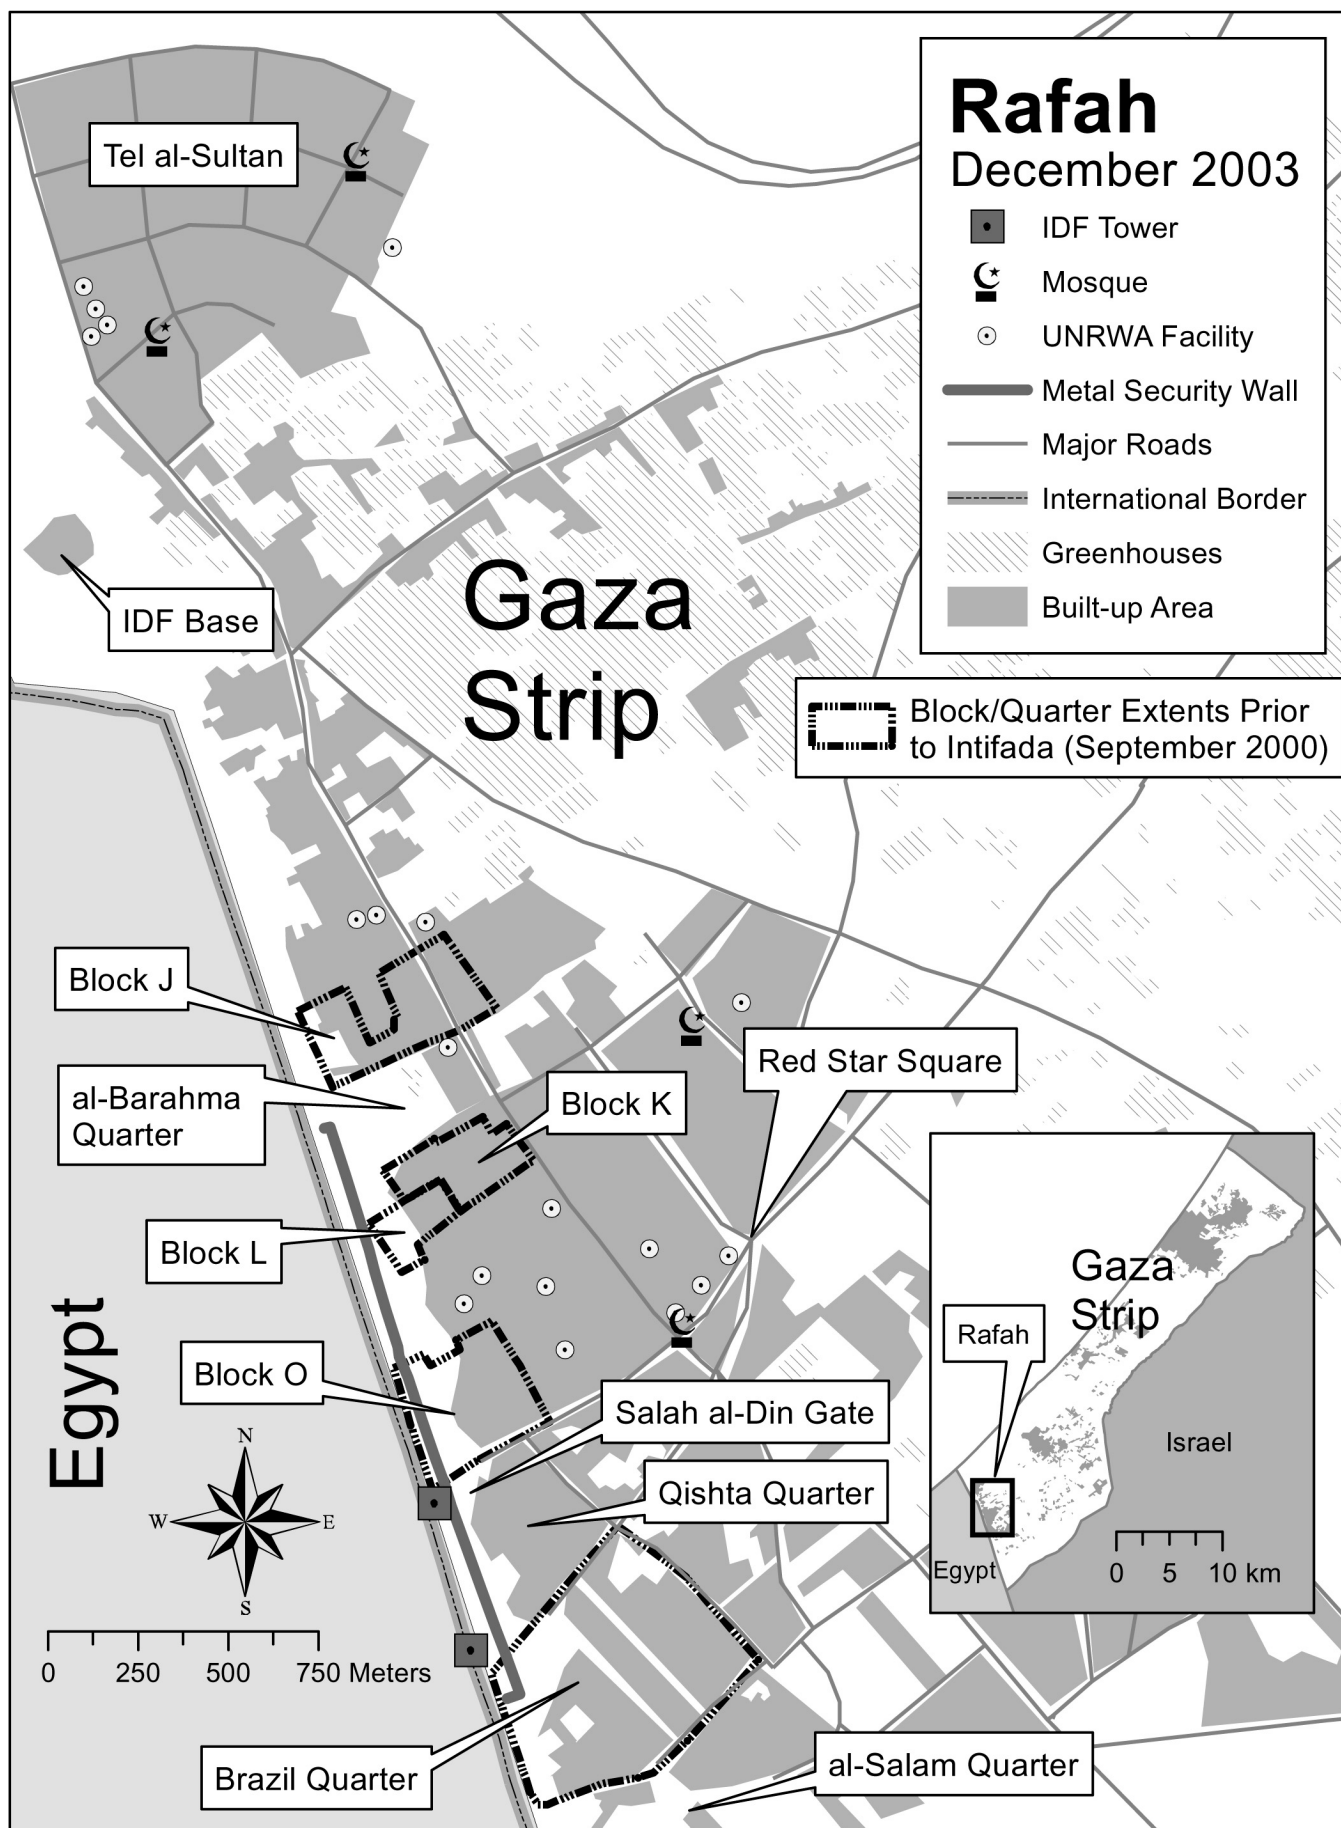 Rafah
December 2003
IDF Tower
Mosque
UNRWA Facility
Metal Security Wall
Major Roads
International Border
Greenhouses
Built-up Area
Block/Quarter Extents Prior
to Intifada (September 2000)
Tel al-Sultan
IDF Base
Gaza
Strip
Block J
al-Barahma
Quarter
Block K
Red Star Square
Block L
Block O
Salah al-Din Gate
Qishta Quarter
Brazil Quarter
al-Salam Quarter
Egypt
N
W
E
S
0 250 500 750 Meters
Gaza
Strip
Rafah
Israel
Egypt
0 5 10 km